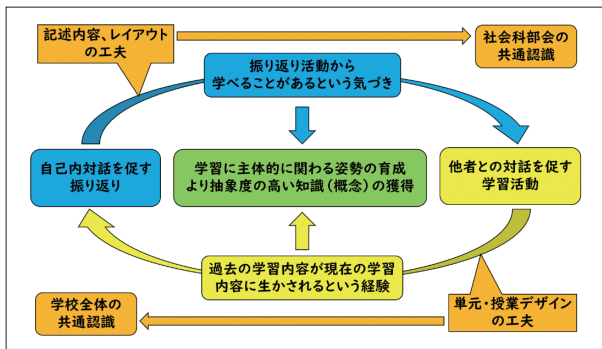 記述内容、レイアウト
の工夫
社会科部会の
共通認識
振り返り活動から
学べることがあるという気づき
自己内対話を促す
振り返り
学習に主体的に関わる姿勢の育成
より抽象度の高い知識(概念)の獲得
他者との対話を促す
学習活動
過去の学習内容が現在の学習
内容に生かされるという経験
学校全体の
共通認識
単元・授業デザイン
の工夫